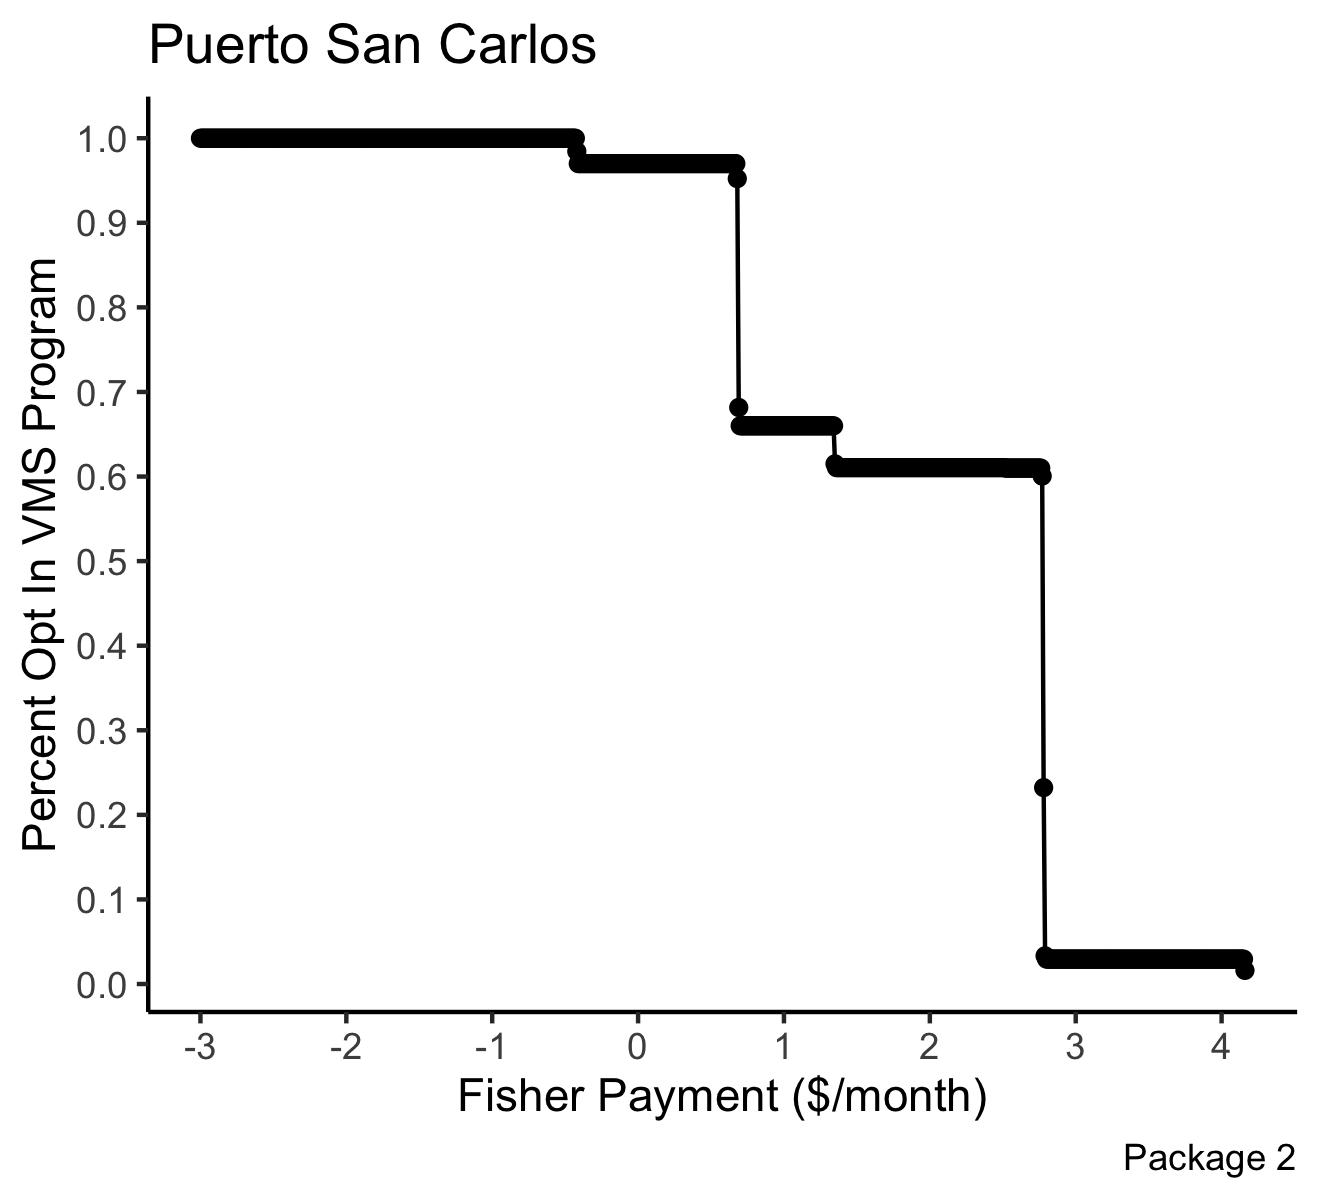 Puerto San Carlos
Percent Opt In VMS Program
1.0
0.9
0.8
0.7
0.6
0.5
0.4
0.3
0.2
0.1
0.0
-3 -2 -1 0 1 2 3 4
Fisher Payment ($/month)
Package 2